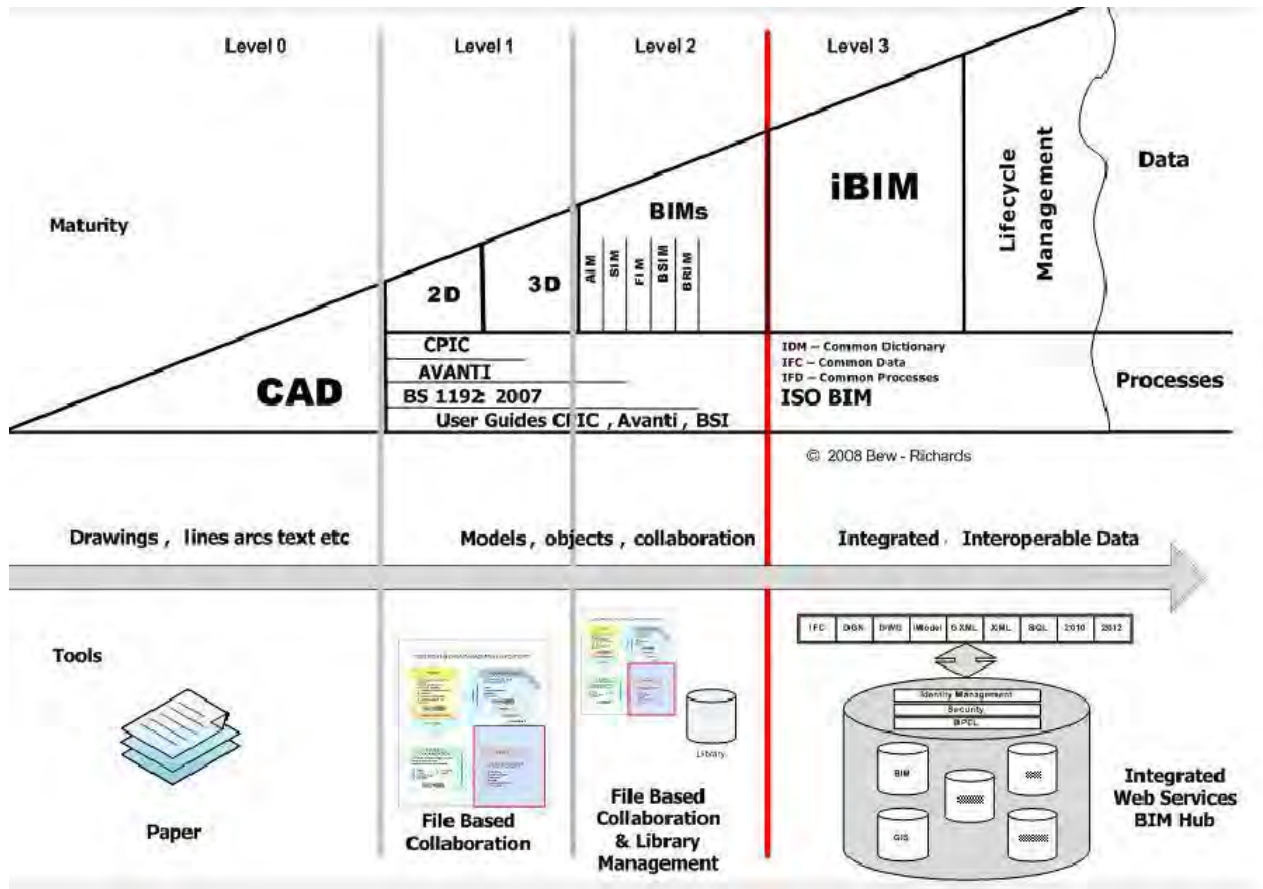 Level 0
Level 1
Level 2
Level 3
Maturity
Data
Lifecycle
Management
iBIM
BIMs
AIM
SIM
FIM
BSIM
BRIM
2D
3D
CAD
CPIC
AVANTI
BS 1192: 2007
User Guides CPIC , Avanti , BSI
IDM – Common Dictionary
IFC – Common Data
IFD – Common Processes
ISO BIM
Processes
© 2008 Bew - Richards
Drawings , lines arcs text etc
Models , objects , collaboration
Integrated , Interoperable Data
Tools
Paper
File Based
Collaboration
Library
File Based
Collaboration
& Library
Management
IFC DGN DWG iModel GXML XML SQL 2010 2012
Identity Management
Security
BPEL
BIM
GIS
Integrated
Web Services
BIM Hub